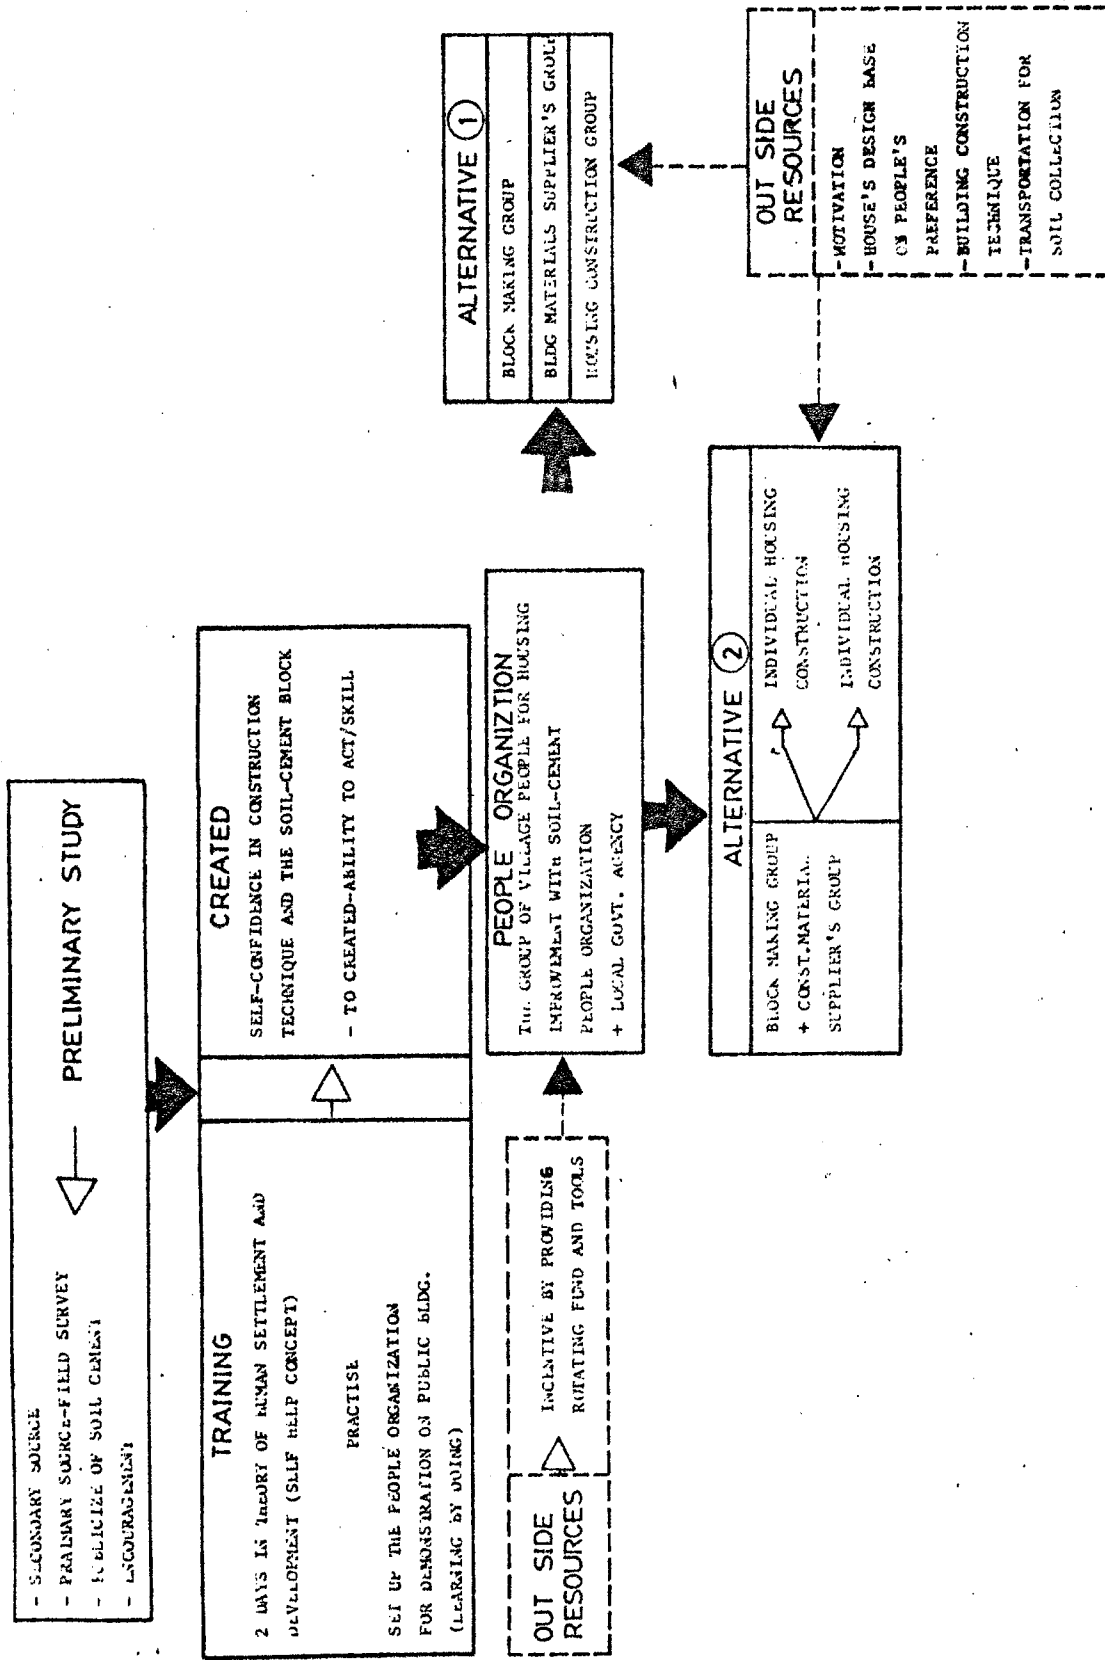 - SECONDARY SOURCE
- PRAIMARY SOURCE-FIELD SURVEY
- PUBLICIZE OF SOIL CEMENT
- ENCOURAGEMENT
PRELIMINARY STUDY
TRAINING
2 DAYS IN THEORY OF HUMAN SETTLEMENT AND
DEVELOPMENT (SELF HELP CONCEPT)
PRACTISE
SET UP THE PEOPLE ORGANIZATION
FOR DEMONSTRATION ON PUBLIC BLDG.
(LEARNING BY DOING)
CREATED
SELF-CONFIDENCE IN CONSTRUCTION
TECHNIQUE AND THE SOIL-CEMENT BLOCK
- TO CREATED-ABILITY TO ACT/SKILL
OUT SIDE
RESOURCES
INCENTIVE BY PROVIDING
ROTATING FUND AND TOOLS
PEOPLE ORGANIZTION
THE GROUP OF VILLAGE PEOPLE FOR HOUSING
IMPROVEMENT WITH SOIL-CEMENT
PEOPLE ORGANIZATION
+ LOCAL GOVT. AGENCY
ALTERNATIVE 1
BLOCK MAKING GROUP
BLDG MATERIALS SUPPLIER'S GROUP
HOUSING CONSTRUCTION GROUP
ALTERNATIVE 2
BLOCK MAKING GROUP
+ CONST.MATERIAL
SUPPLIER'S GROUP
INDIVIDUAL HOUSING
CONSTRUCTION
INDIVIDUAL HOUSING
CONSTRUCTION
OUT SIDE
RESOURCES
-MOTIVATION
-HOUSE'S DESIGN BASE
ON PEOPLE'S
PREFERENCE
-BUILDING CONSTRUCTION
TECHNIQUE
-TRANSPORTATION FOR
SOIL COLLECTION